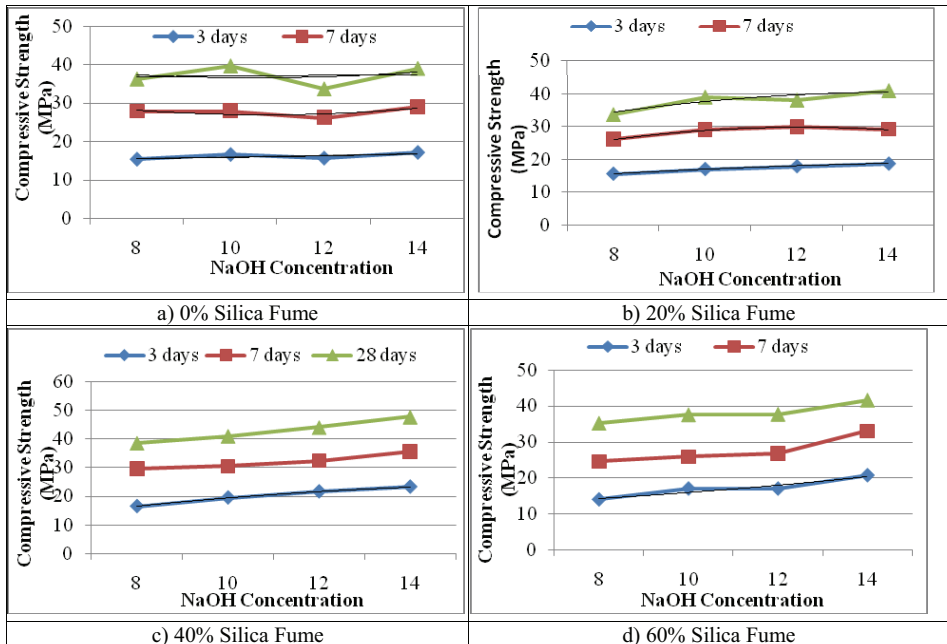 3 days 7 days
50
40
30
20
10
0
Compressive Strength
(MPa)
8 10 12 14
NaOH Concentration
a) 0% Silica Fume
3 days 7 days
50
40
30
20
10
0
Compressive Strength
(MPa)
8 10 12 14
NaOH Concentration
b) 20% Silica Fume
3 days 7 days 28 days
60
50
40
30
20
10
0
Compressive Strength
(MPa)
8 10 12 14
NaOH Concentration
c) 40% Silica Fume
3 days 7 days
50
40
30
20
10
0
Compressive Strength
(MPa)
8 10 12 14
NaOH Concentration
d) 60% Silica Fume